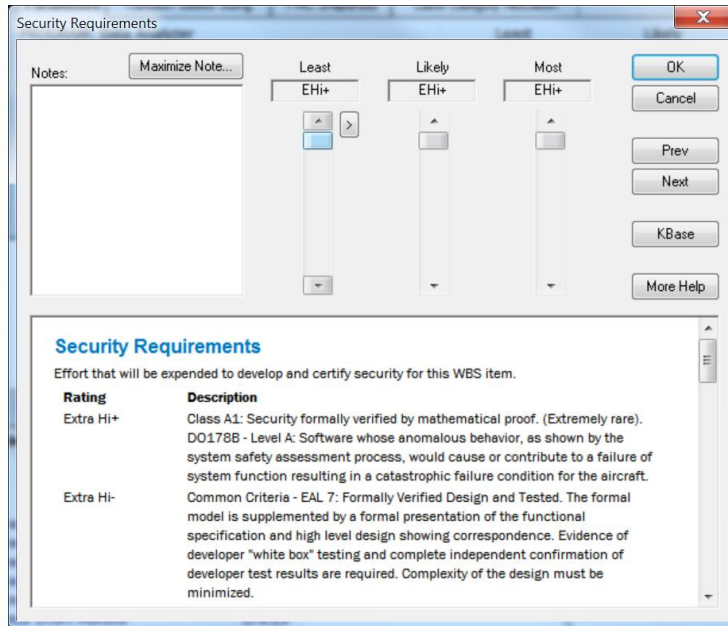 Security Requirements
Notes:
Maximize Note...
Least
Likely
Most
EHi+
EHi+
EHi+
>
OK
Cancel
Prev
Next
KBase
More Help
Security Requirements
Effort that will be expended to develop and certify security for this WBS item.
Rating Description
Extra Hi+ Class A1: Security formally verified by mathematical proof. (Extremely rare).
DO178B - Level A: Software whose anomalous behavior, as shown by the
system safety assessment process, would cause or contribute to a failure of
system function resulting in a catastrophic failure condition for the aircraft.
Extra Hi- Common Criteria - EAL 7: Formally Verified Design and Tested. The formal
model is supplemented by a formal presentation of the functional
specification and high level design showing correspondence. Evidence of
developer "white box" testing and complete independent confirmation of
developer test results are required. Complexity of the design must be
minimized.